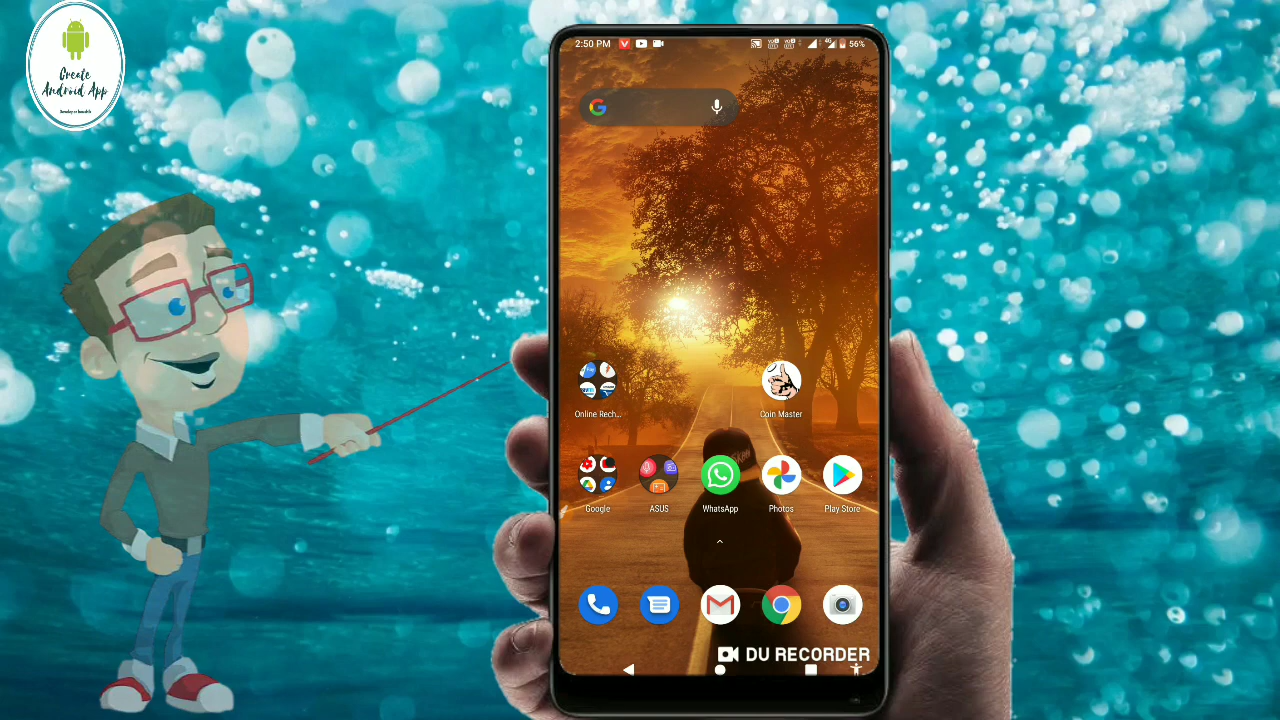 Create
Android App
2:50 PM
56%
Online Rech...
Coin Master
Google
ASUS
WhatsApp
Photos
Play Store
DU RECORDER